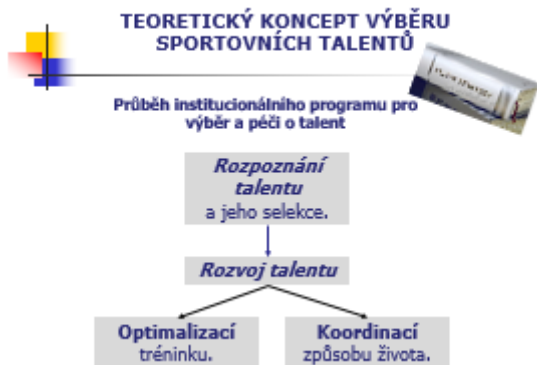 TEORETICKÝ KONCEPT VÝBĚRU
SPORTOVNÍCH TALENTŮ
Průběh institucionálního programu pro
výběr a péči o talent
Rozpoznání
talentu
a jeho selekce.
Rozvoj talentu
Optimalizací
tréninku.
Koordinací
způsobu života.